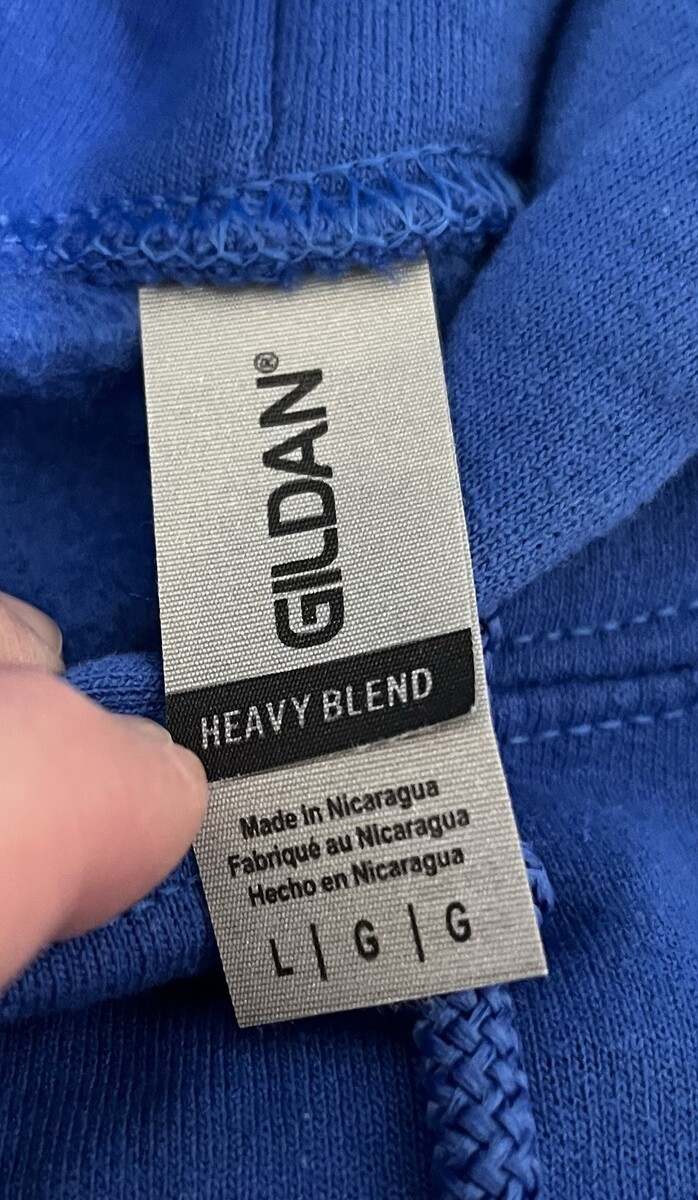 GILDAN®
HEAVY BLEND
Made in Nicaragua
Fabriqué au Nicaragua
Hecho en Nicaragua
L | G | G